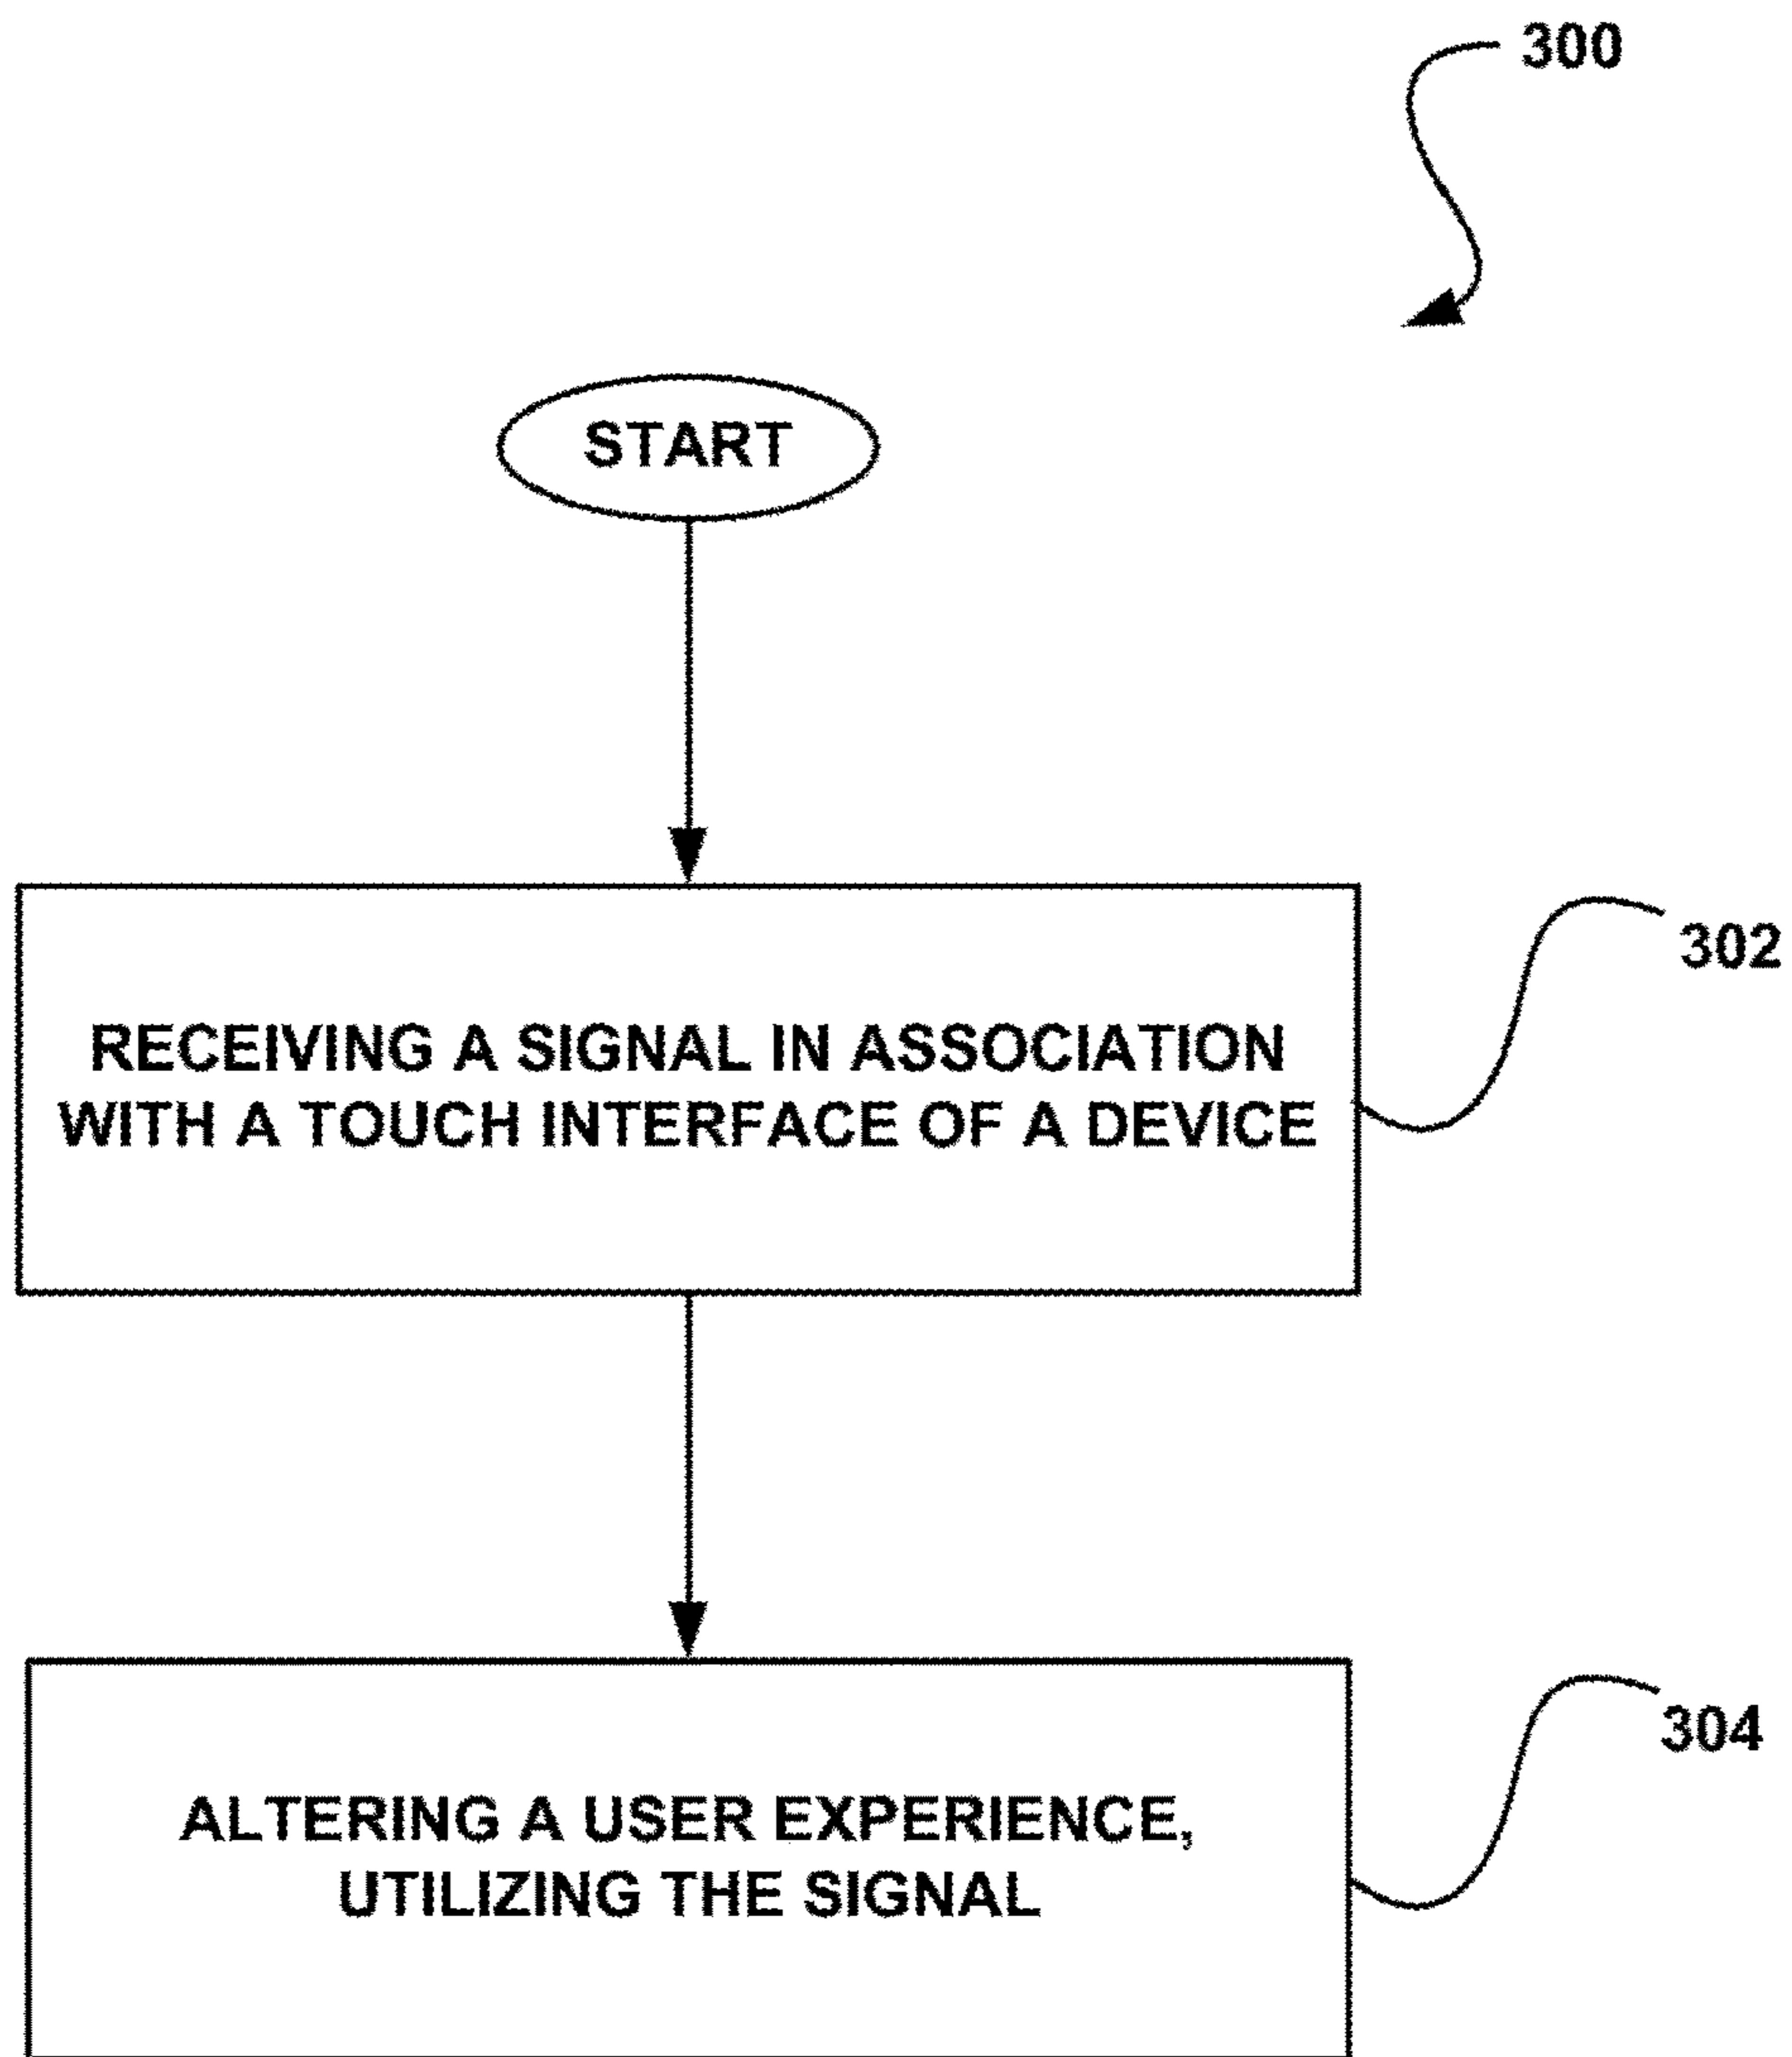 300
START
RECEIVING A SIGNAL IN ASSOCIATION
WITH A TOUCH INTERFACE OF A DEVICE
302
ALTERING A USER EXPERIENCE,
UTILIZING THE SIGNAL
304